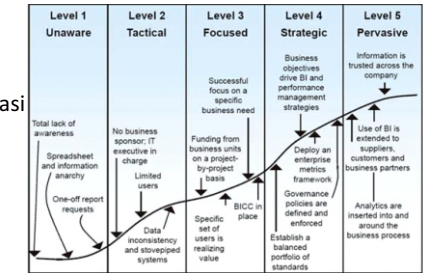 Level 1
Unaware
Level 2
Tactical
Level 3
Focused
Level 4
Strategic
Level 5
Pervasive
asi
Total lack of
awareness
Spreadsheet
and information
anarchy
One-off report
requests
No business
sponsor; IT
executive in
charge
Limited
users
Data
inconsistency
and stovepiped
systems
Successful
focus on a
specific
business need
Funding from
business units
on a project-
by-project
basis
Specific
set of
users is
realizing
value
BICC in
place
Business
objectives
drive BI and
performance
management
strategies
Deploy an
enterprise
metrics
framework
Governance
policies are
defined and
enforced
Establish a
balanced
portfolio of
standards
Information is
trusted across the
company
Use of BI is
extended to
suppliers,
customers and
business partners
Analytics are
inserted into and
around the
business process